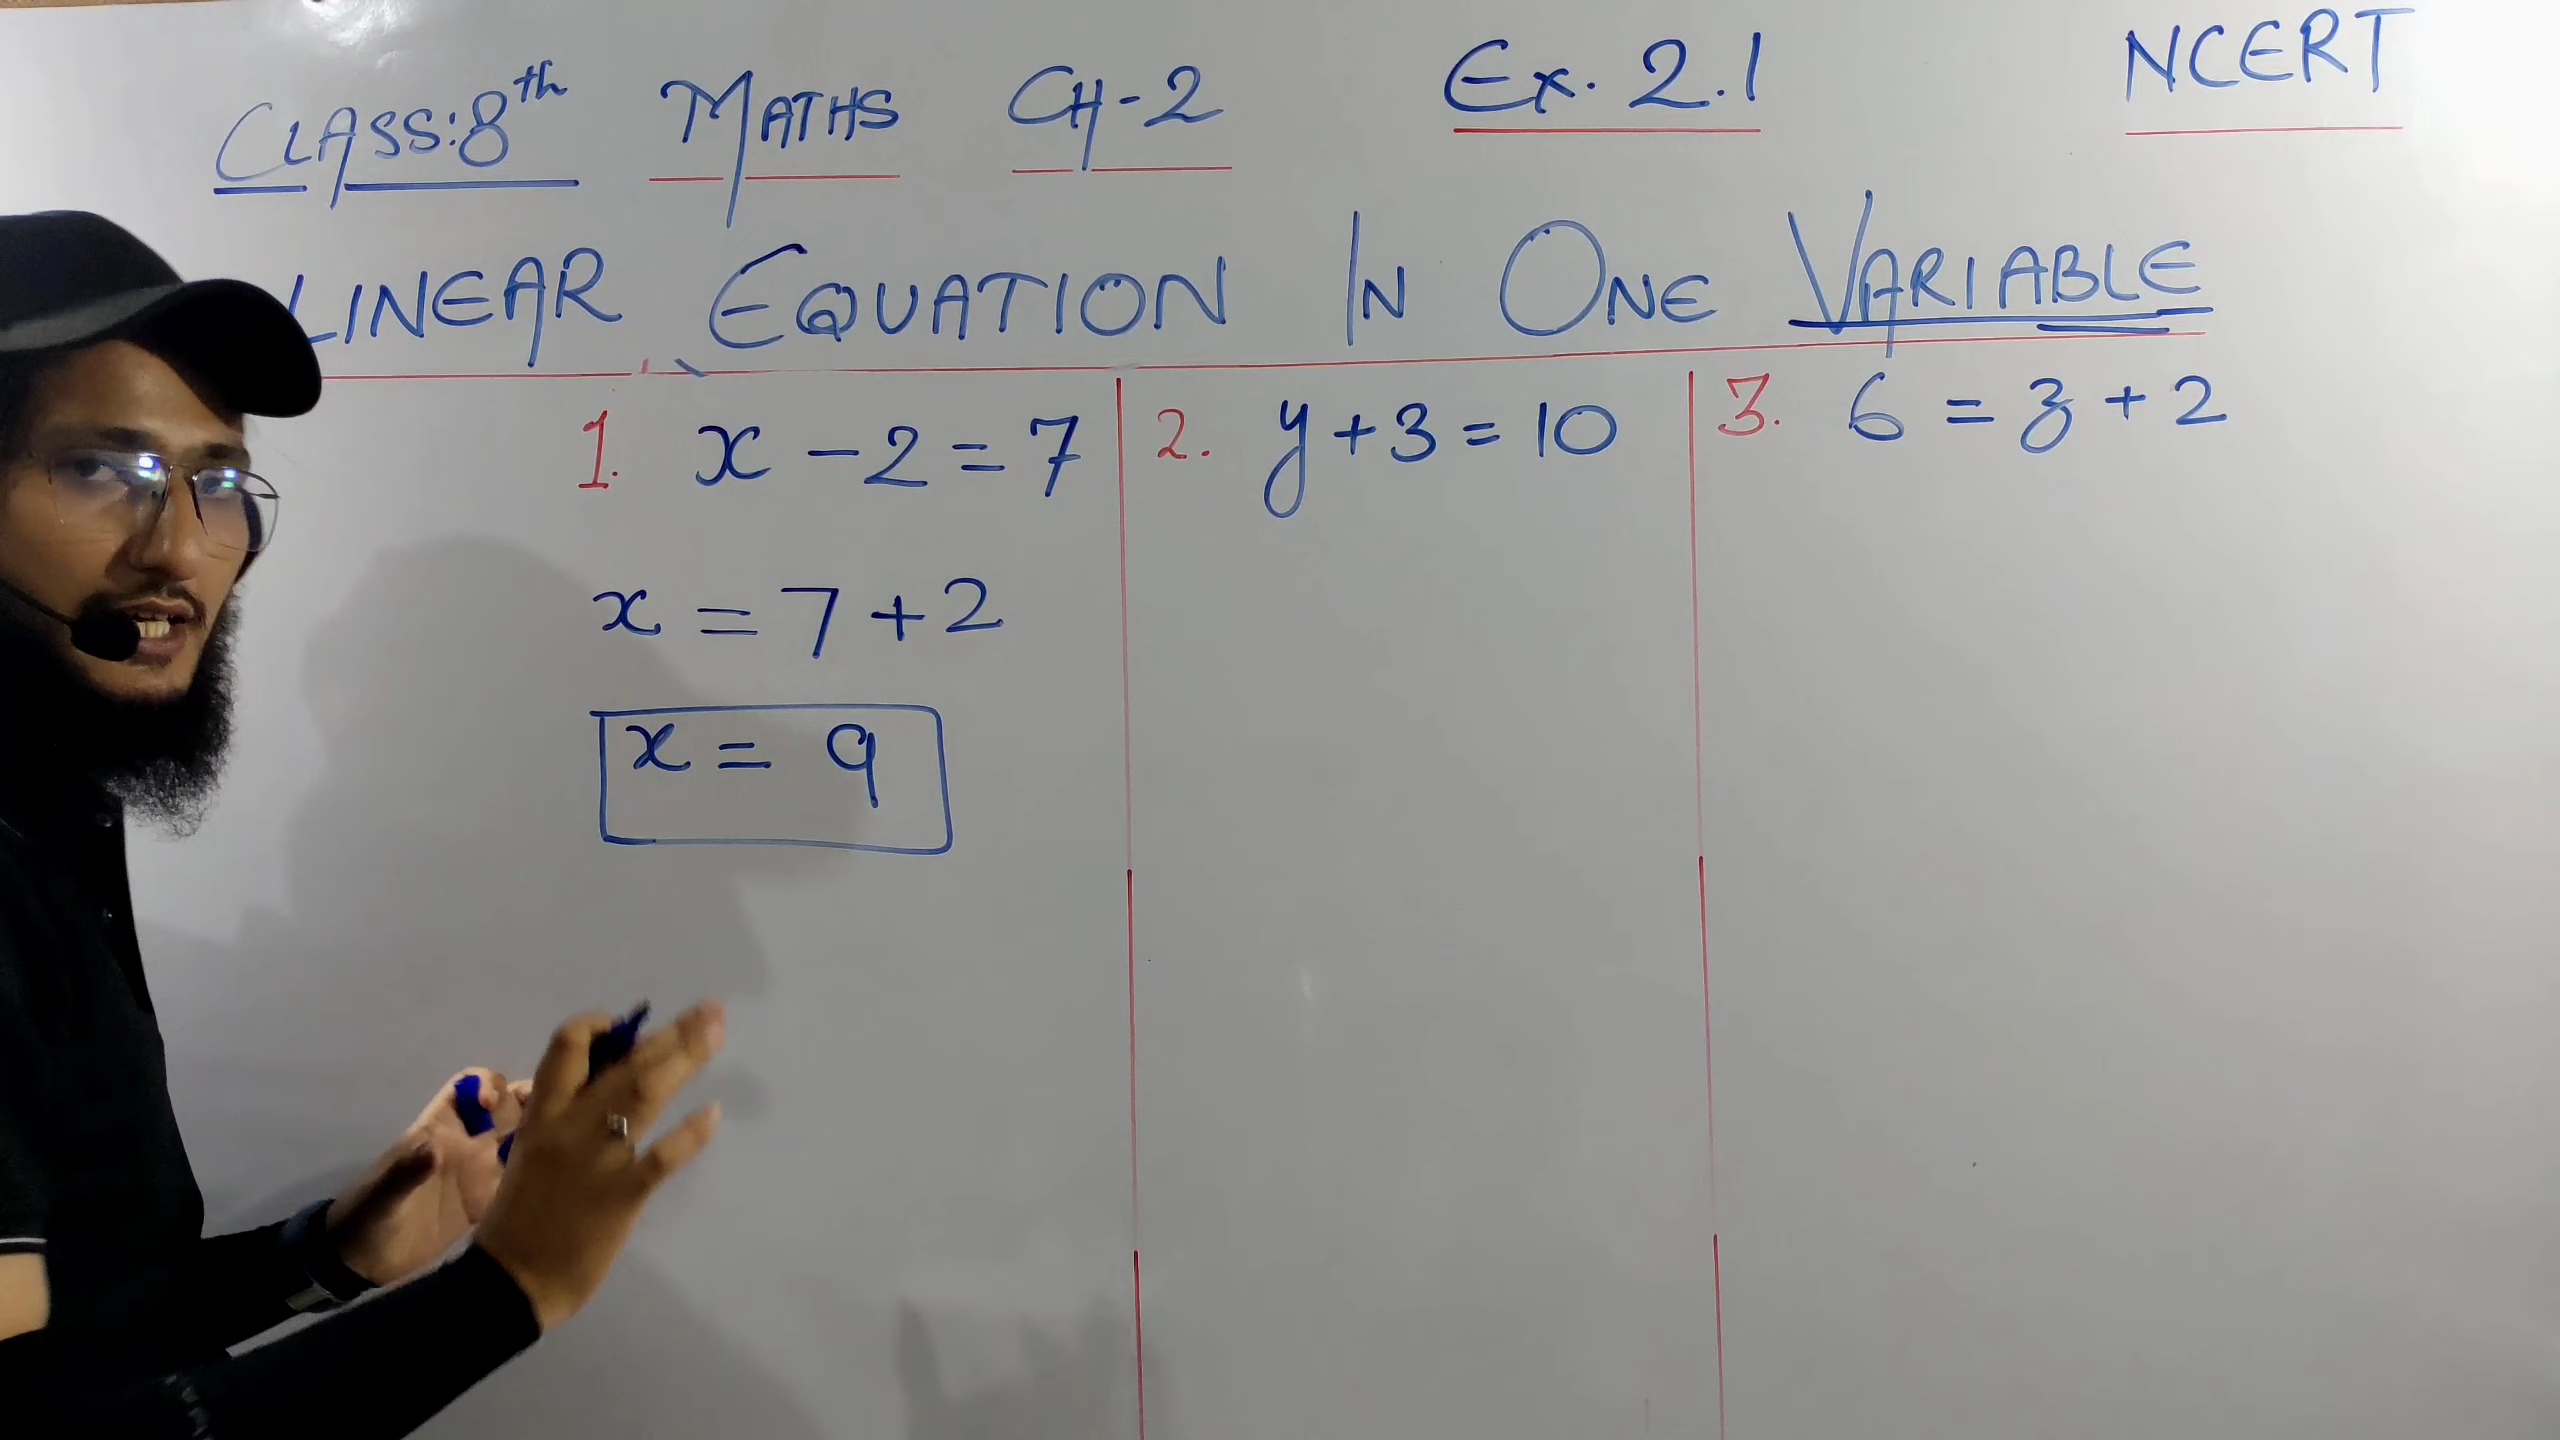 CLASS:8th MATHS CH-2 Ex. 2.1 NCERT
LINEAR EQUATION IN ONE VARIABLE
1. x - 2 = 7
x = 7 + 2
x = 9
2. y + 3 = 10
3. 6 = z + 2